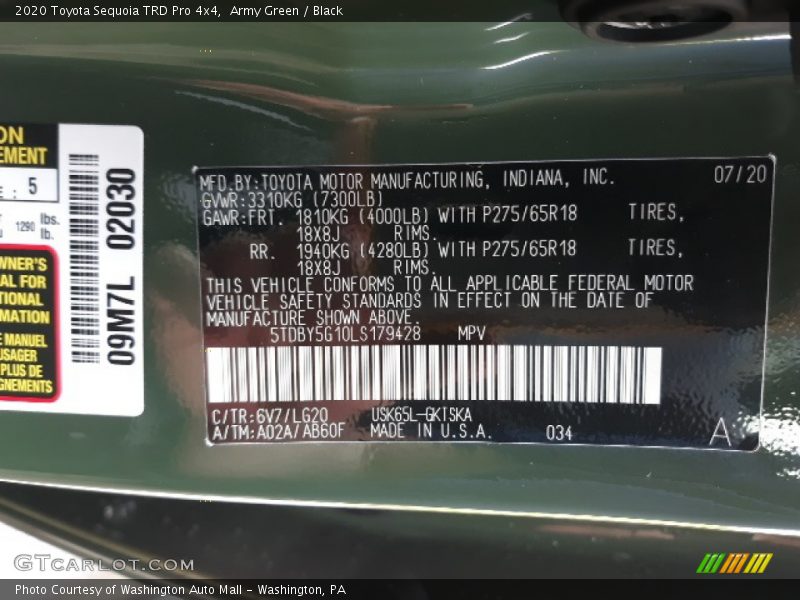 2020 Toyota Sequoia TRD Pro 4x4,  Army Green / Black
ON
EMENT
: 5
1290 lbs.
lb.
WNER'S
AL FOR
TIONAL
MATION
E MANUEL
USAGER
PLUS DE
GNEMENTS
09M7L 02030
MFD.BY:TOYOTA MOTOR MANUFACTURING, INDIANA, INC. 07/20
GVWR:3310KG (7300LB)
GAWR:FRT. 1810KG (4000LB) WITH P275/65R18 TIRES,
18X8J RIMS.
RR. 1940KG (4280LB) WITH P275/65R18 TIRES,
18X8J RIMS.
THIS VEHICLE CONFORMS TO ALL APPLICABLE FEDERAL MOTOR
VEHICLE SAFETY STANDARDS IN EFFECT ON THE DATE OF
MANUFACTURE SHOWN ABOVE.
5TDBY5G10LS179428 MPV
C/TR:6V7/LG20 USK65L-GKTSKA
A/TM:A02A/AB60F MADE IN U.S.A. 034 A
GTcarlot.com
Photo Courtesy of Washington Auto Mall - Washington, PA